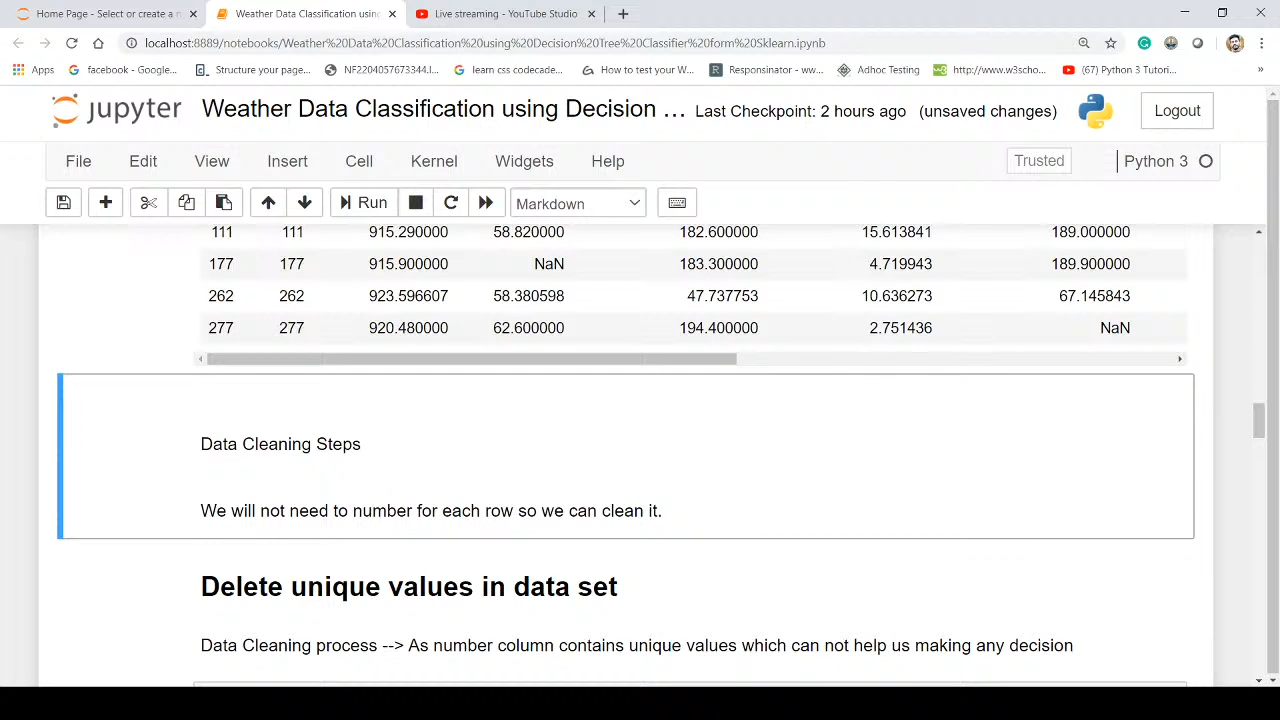 Home Page - Select or create a n
Weather Data Classification using
Live streaming - YouTube Studio
localhost:8889/notebooks/Weather%20Data%20Classification%20using%20Decision%20Tree%20Classifier%20form%20Sklearn.ipynb
Apps facebook - Google... Structure your page... NF2201057673344.I... learn css codecade... How to test your W... Responsinator - ww... Adhoc Testing http://www.w3scho... (67) Python 3 Tutori... »
jupyter Weather Data Classification using Decision ... Last Checkpoint: 2 hours ago (unsaved changes) Logout
File Edit View Insert Cell Kernel Widgets Help Trusted Python 3
Run Markdown
111 111 915.290000 58.820000 182.600000 15.613841 189.000000
177 177 915.900000 NaN 183.300000 4.719943 189.900000
262 262 923.596607 58.380598 47.737753 10.636273 67.145843
277 277 920.480000 62.600000 194.400000 2.751436 NaN
Data Cleaning Steps
We will not need to number for each row so we can clean it.
Delete unique values in data set
Data Cleaning process --> As number column contains unique values which can not help us making any decision